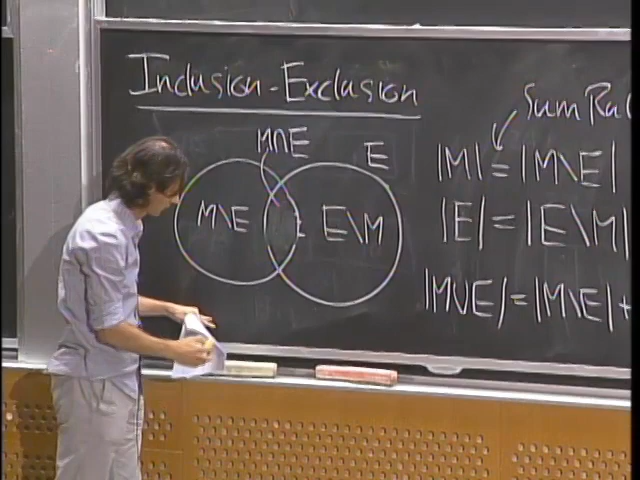 Inclusion-Exclusion
Sum Ru
M∩E
E
M\E
E\M
|M| = |M\E|
|E| = |E\M|
|M∪E| = |M\E| +